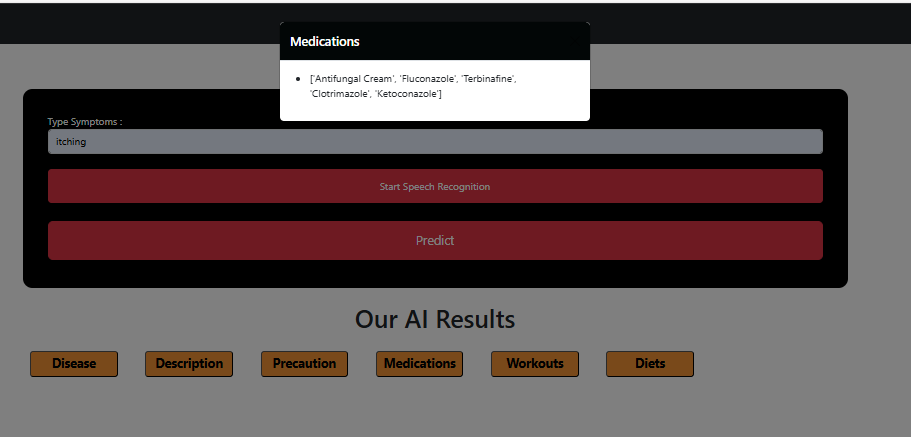 Medications
['Antifungal Cream', 'Fluconazole', 'Terbinafine',
'Clotrimazole', 'Ketoconazole']
Type Symptoms :
itching
Start Speech Recognition
Predict
Our AI Results
Disease
Description
Precaution
Medications
Workouts
Diets